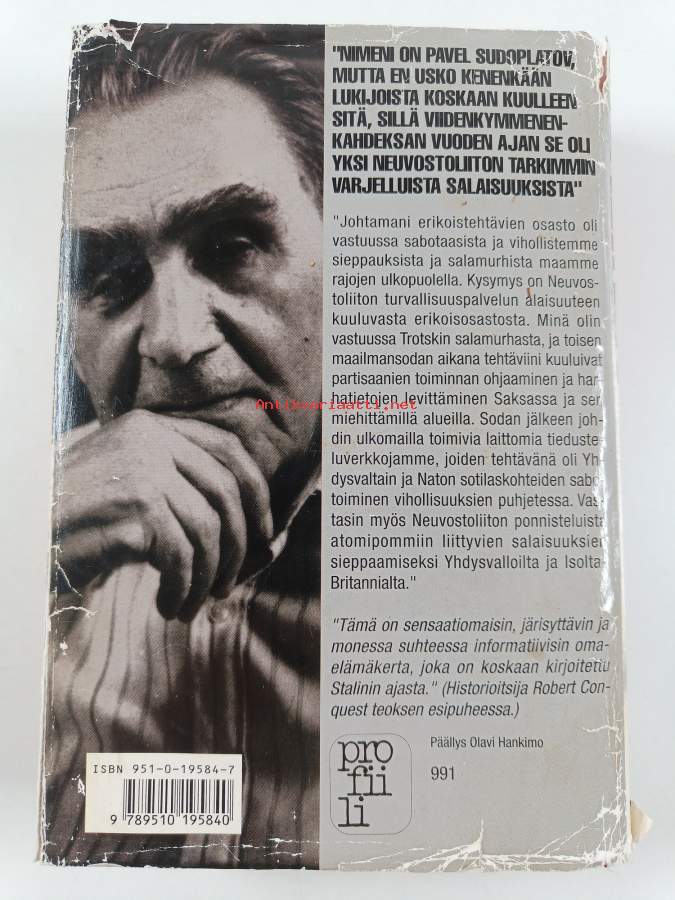 "NIMENI ON PAVEL SUDOPLATOV,
MUTTA EN USKO KENENKÄÄN
LUKIJOISTA KOSKAAN KUULLEEN
SITÄ, SILLÄ VIIDENKYMMENEN-
KAHDEKSAN VUODEN AJAN SE OLI
YKSI NEUVOSTOLIITON TARKIMMIN
VARJELLUISTA SALAISUUKSISTA"
"Johtamani erikoistehtävien osasto oli
vastuussa sabotaasista ja vihollistemme
sieppauksista ja salamurhista maamme
rajojen ulkopuolella. Kysymys on Neuvos-
toliiton turvallisuuspalvelun alaisuuteen
kuuluvasta erikoisosastosta. Minä olin
vastuussa Trotskin salamurhasta, ja toisen
maailmansodan aikana tehtäviini kuuluivat
partisaanien toiminnan ohjaaminen ja har-
hatietojen levittäminen Saksassa ja sen
Antikvariaatti.net
miehittämillä alueilla. Sodan jälkeen joh-
din ulkomailla toimivia laittomia tieduste-
luverkkojamme, joiden tehtävänä oli Yh-
dysvaltain ja Naton sotilaskohteiden sabo-
toiminen vihollisuuksien puhjetessa. Vas-
tasin myös Neuvostoliiton ponnisteluista
atomipommiin liittyvien salaisuuksien
sieppaamiseksi Yhdysvalloilta ja Isolta-
Britannialta."
"Tämä on sensaatiomaisin, järisyttävin ja
monessa suhteessa informatiivisin oma-
elämäkerta, joka on koskaan kirjoitettu
Stalinin ajasta." (Historioitsija Robert Con-
quest teoksen esipuheessa.)
pro
fii
li
Päällys Olavi Hankimo
991
ISBN 951-0-19584-7
9 789510 195840